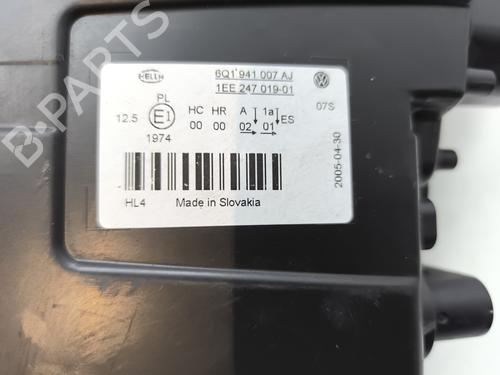 HELLA
6Q1 941 007 AJ
1EE 247 019-01
PL
12.5
E1
HC HR A 1a
00 00 02 01
ES
07S
1974
2005-04-30
HL4 Made in Slovakia
B-PARTS